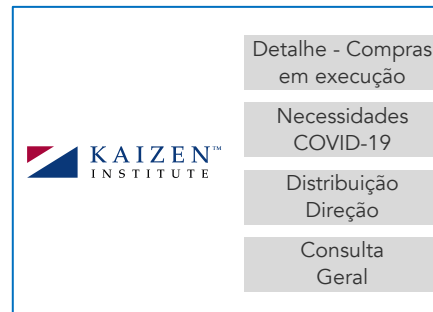 KAIZEN™
INSTITUTE
Detalhe - Compras
em execução
Necessidades
COVID-19
Distribuição
Direção
Consulta
Geral